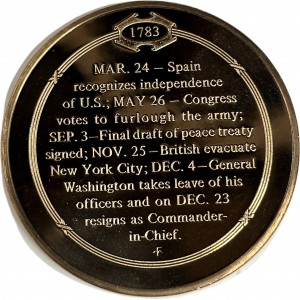 1783
MAR. 24 – Spain
recognizes independence
of U.S.; MAY 26 – Congress
votes to furlough the army;
SEP. 3–Final draft of peace treaty
signed; NOV. 25 – British evacuate
New York City; DEC. 4–General
Washington takes leave of his
officers and on DEC. 23
resigns as Commander-
in-Chief.